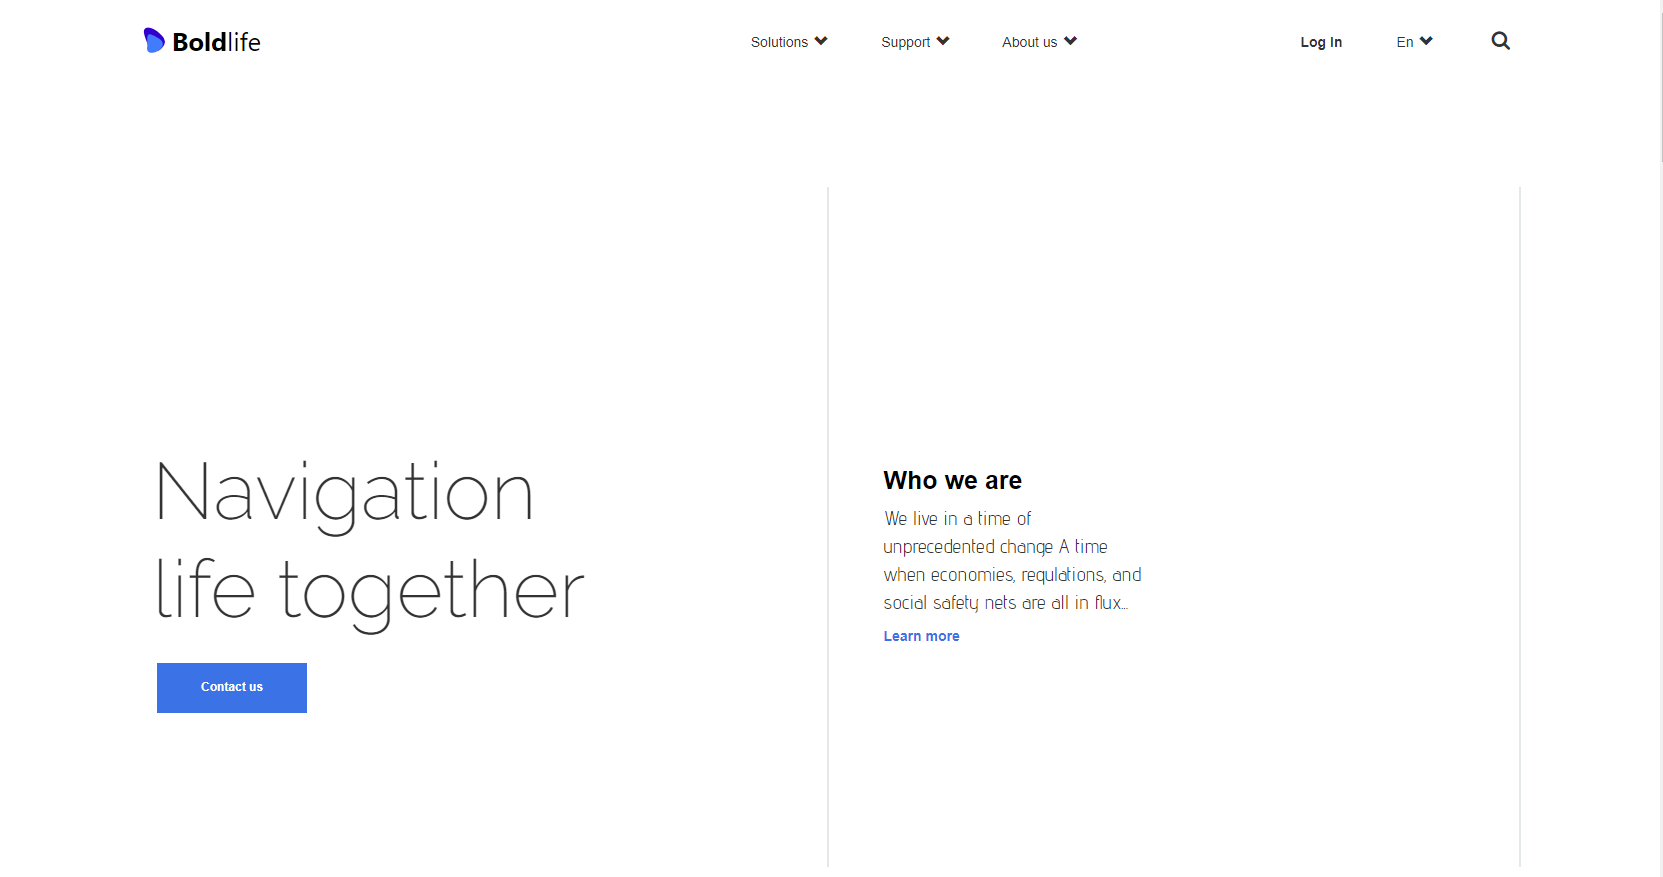 Boldlife
Solutions
Support
About us
Log In
En
Navigation
life together
Contact us
Who we are
We live in a time of
unprecedented change A time
when economies, regulations, and
social safety nets are all in flux...
Learn more